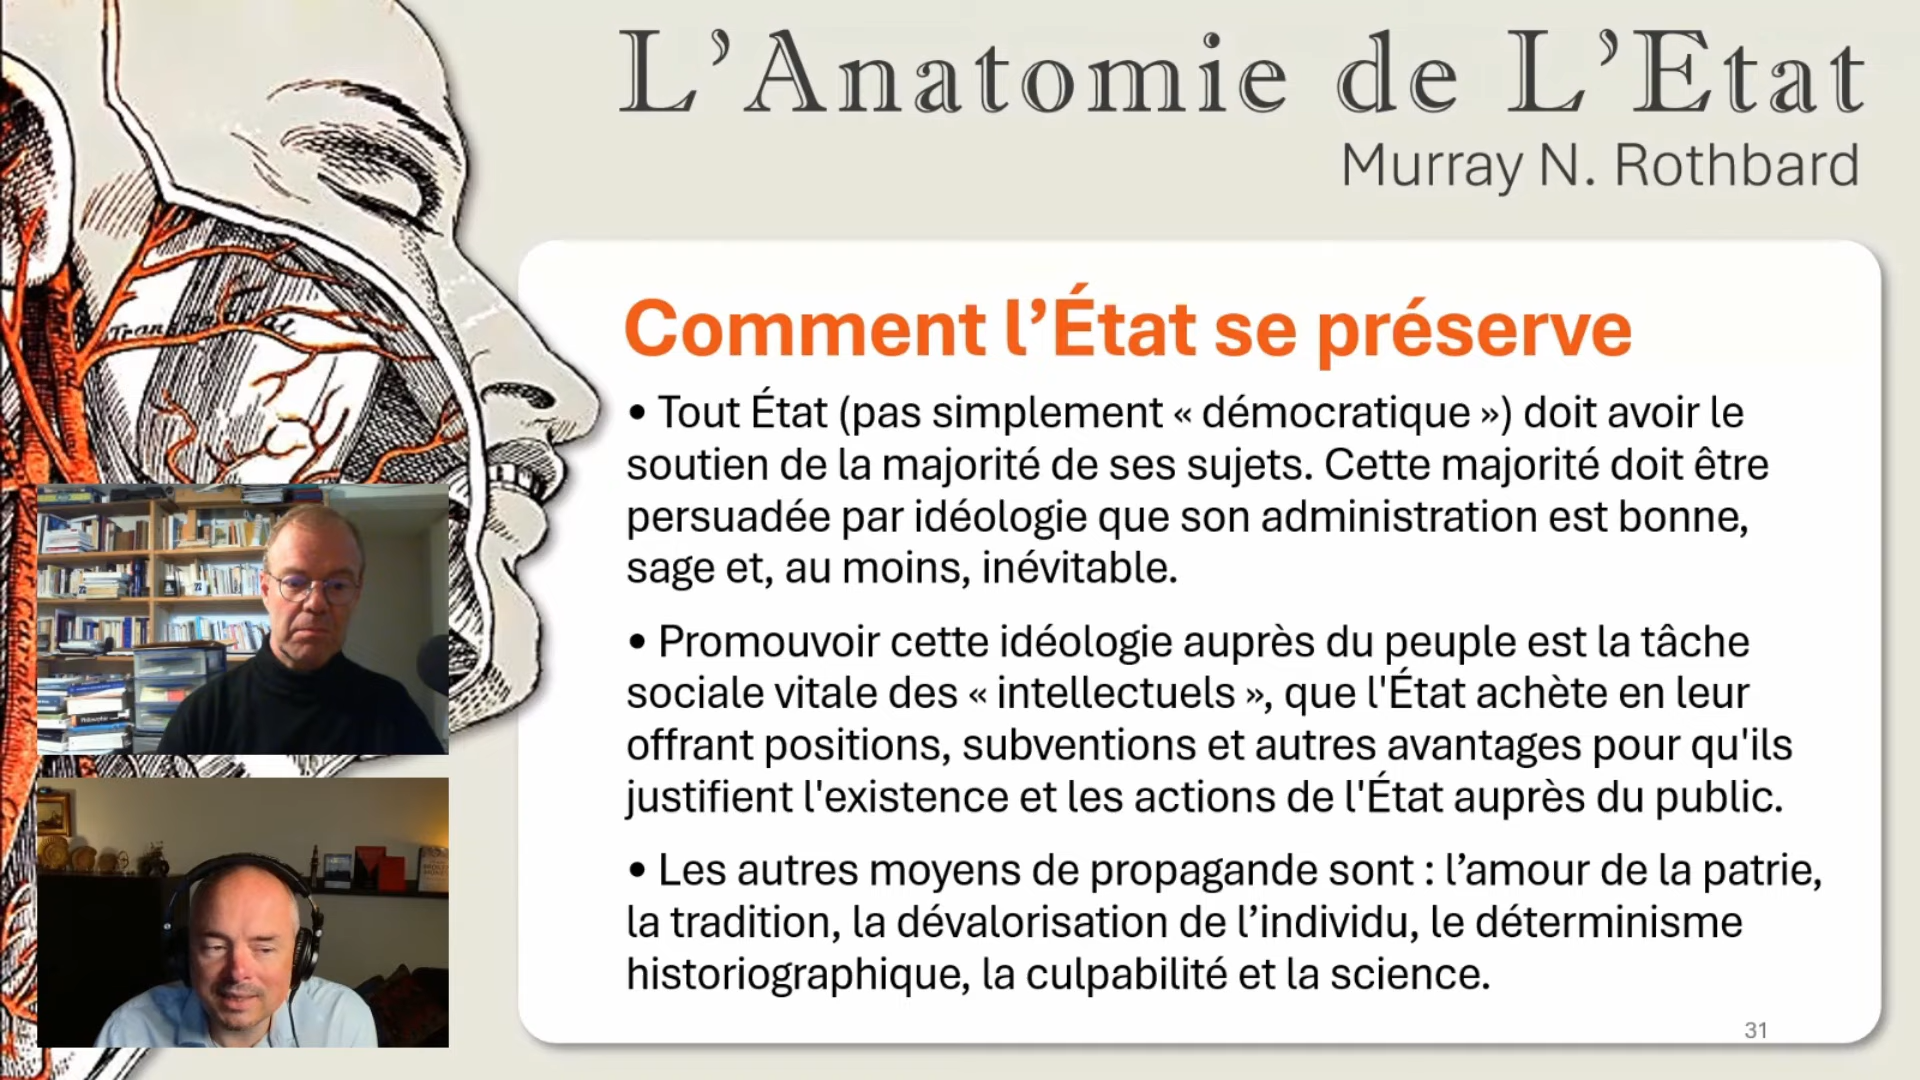 L’Anatomie de L’Etat
Murray N. Rothbard
Comment l’État se préserve
• Tout État (pas simplement « démocratique ») doit avoir le
soutien de la majorité de ses sujets. Cette majorité doit être
persuadée par idéologie que son administration est bonne,
sage et, au moins, inévitable.
• Promouvoir cette idéologie auprès du peuple est la tâche
sociale vitale des « intellectuels », que l'État achète en leur
offrant positions, subventions et autres avantages pour qu'ils
justifient l'existence et les actions de l'État auprès du public.
• Les autres moyens de propagande sont : l’amour de la patrie,
la tradition, la dévalorisation de l’individu, le déterminisme
historiographique, la culpabilité et la science.
31